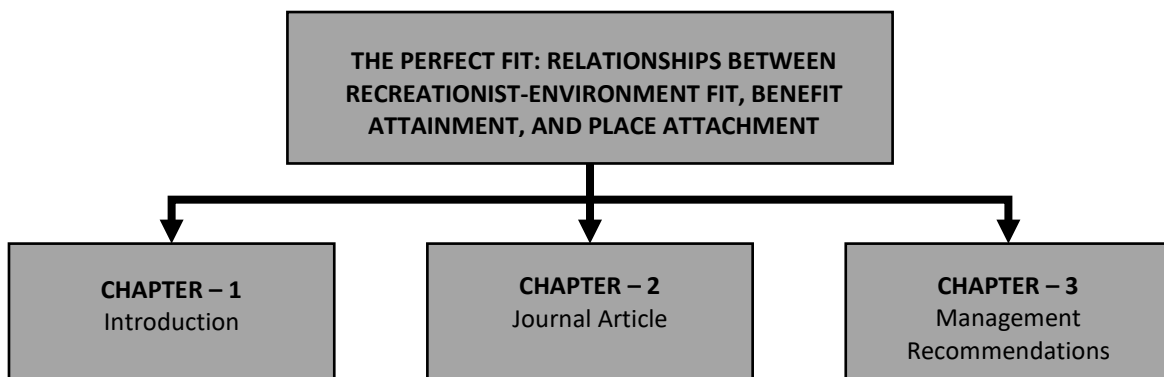 THE PERFECT FIT: RELATIONSHIPS BETWEEN
RECREATIONIST-ENVIRONMENT FIT, BENEFIT
ATTAINMENT, AND PLACE ATTACHMENT
CHAPTER – 1
Introduction
CHAPTER – 2
Journal Article
CHAPTER – 3
Management
Recommendations